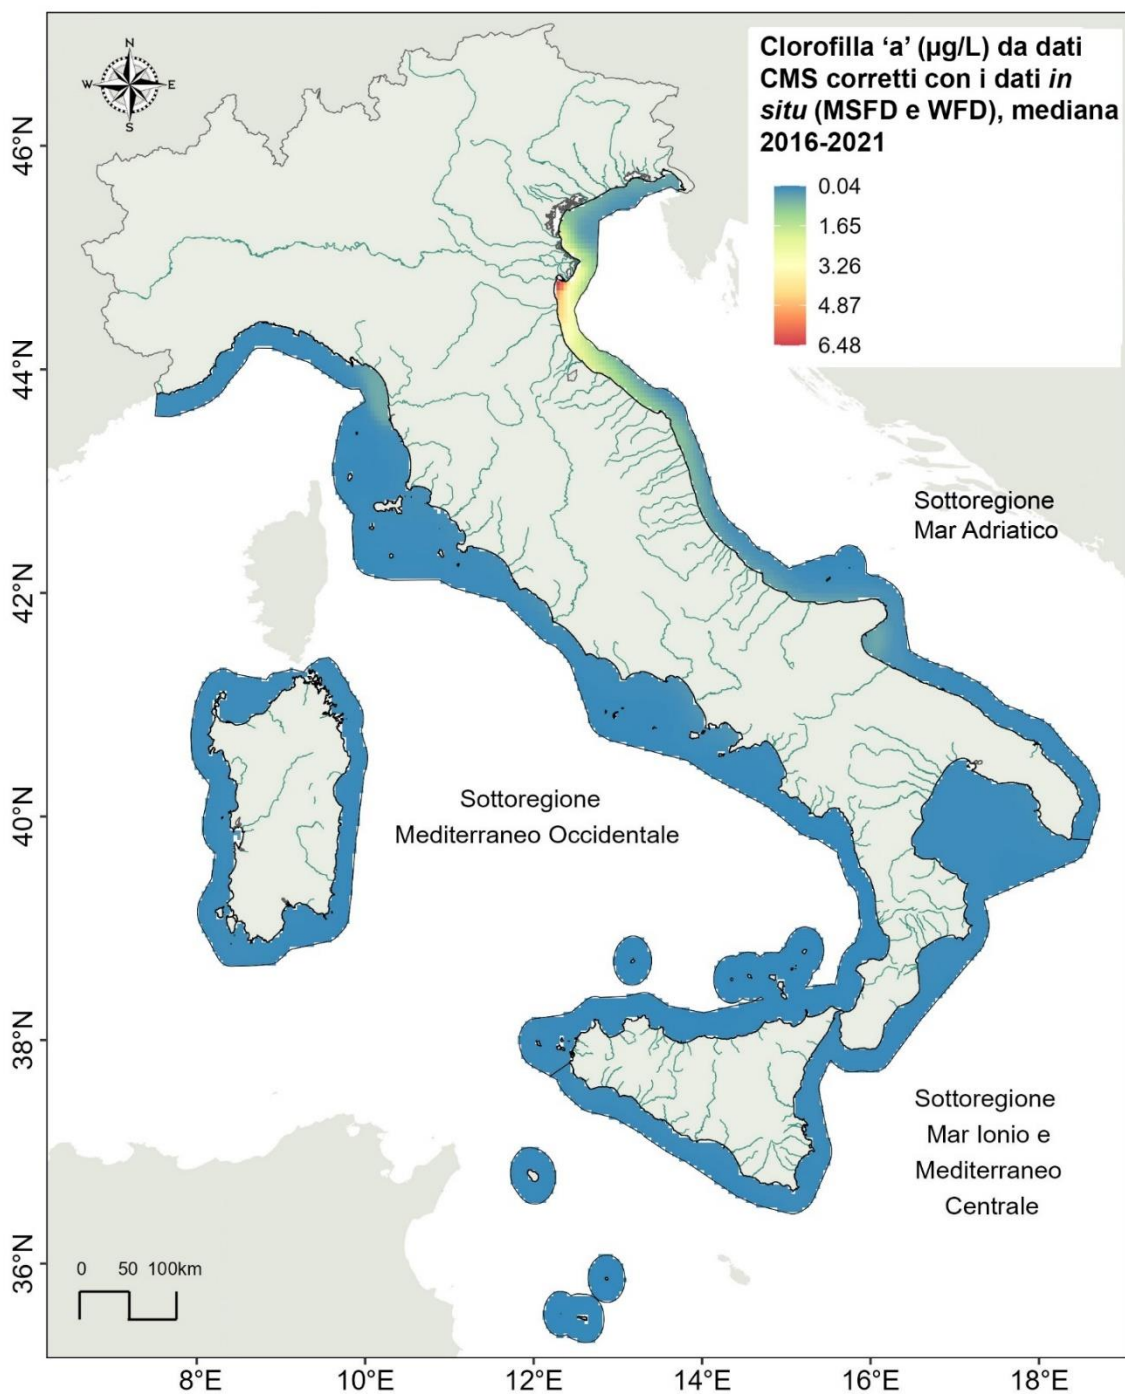 Clorofilla ‘a’ (µg/L) da dati
CMS corretti con i dati in
situ (MSFD e WFD), mediana
2016-2021
0.04
1.65
3.26
4.87
6.48
N
W
E
S
46°N
44°N
42°N
40°N
38°N
36°N
Sottoregione
Mar Adriatico
Sottoregione
Mediterraneo Occidentale
Sottoregione
Mar Ionio e
Mediterraneo
Centrale
0 50 100km
8°E 10°E 12°E 14°E 16°E 18°E